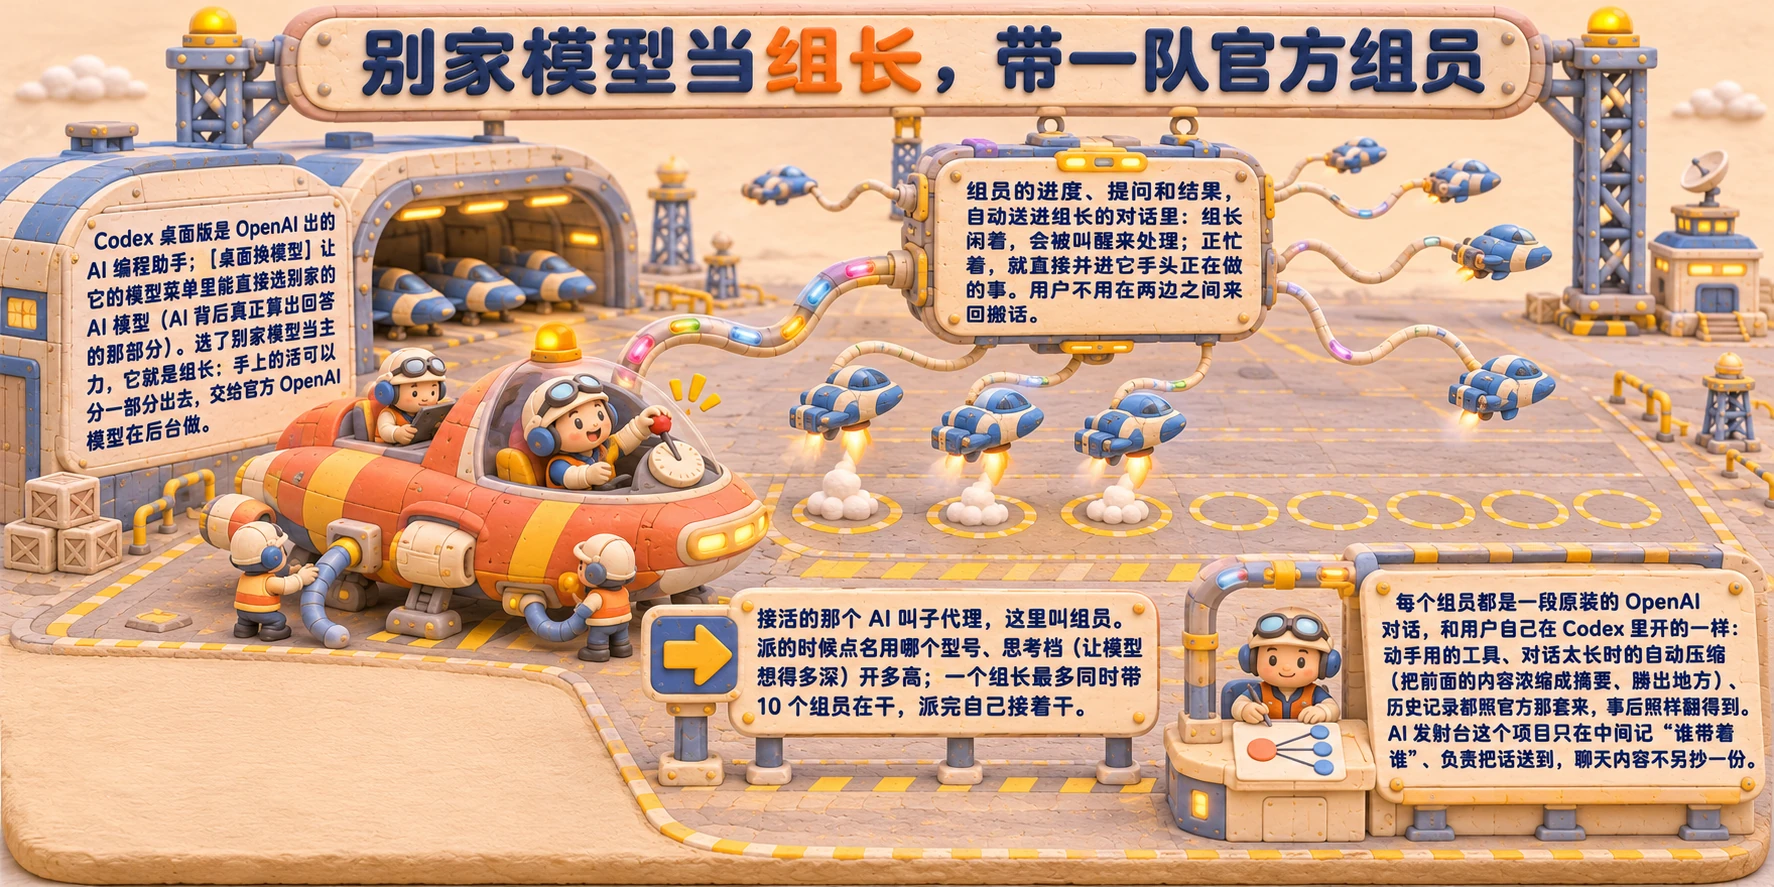 别家模型当组长，带一队官方组员
Codex 桌面版是 OpenAI 出的
AI 编程助手；【桌面换模型】让
它的模型菜单里能直接选别家的
AI 模型（AI 背后真正算出回答
的那部分）。选了别家模型当主
力，它就是组长：手上的活可以
分一部分出去，交给官方 OpenAI
模型在后台做。
组员的进度、提问和结果，
自动送进组长的对话里：组长
闲着，会被叫醒来处理；正忙
着，就直接并进它手头正在做
的事。用户不用在两边之间来
回搬话。
接活的那个 AI 叫子代理，这里叫组员。
派的时候点名用哪个型号、思考档（让模型
想得多深）开多高；一个组长最多同时带
10 个组员在干，派完自己接着干。
每个组员都是一段原装的 OpenAI
对话，和用户自己在 Codex 里开的一样：
动手用的工具、对话太长时的自动压缩
（把前面的内容浓缩成摘要、腾出地方）、
历史记录都照官方那套来，事后照样翻得到。
AI 发射台这个项目只在中间记“谁带着
谁”、负责把话送到，聊天内容不另抄一份。